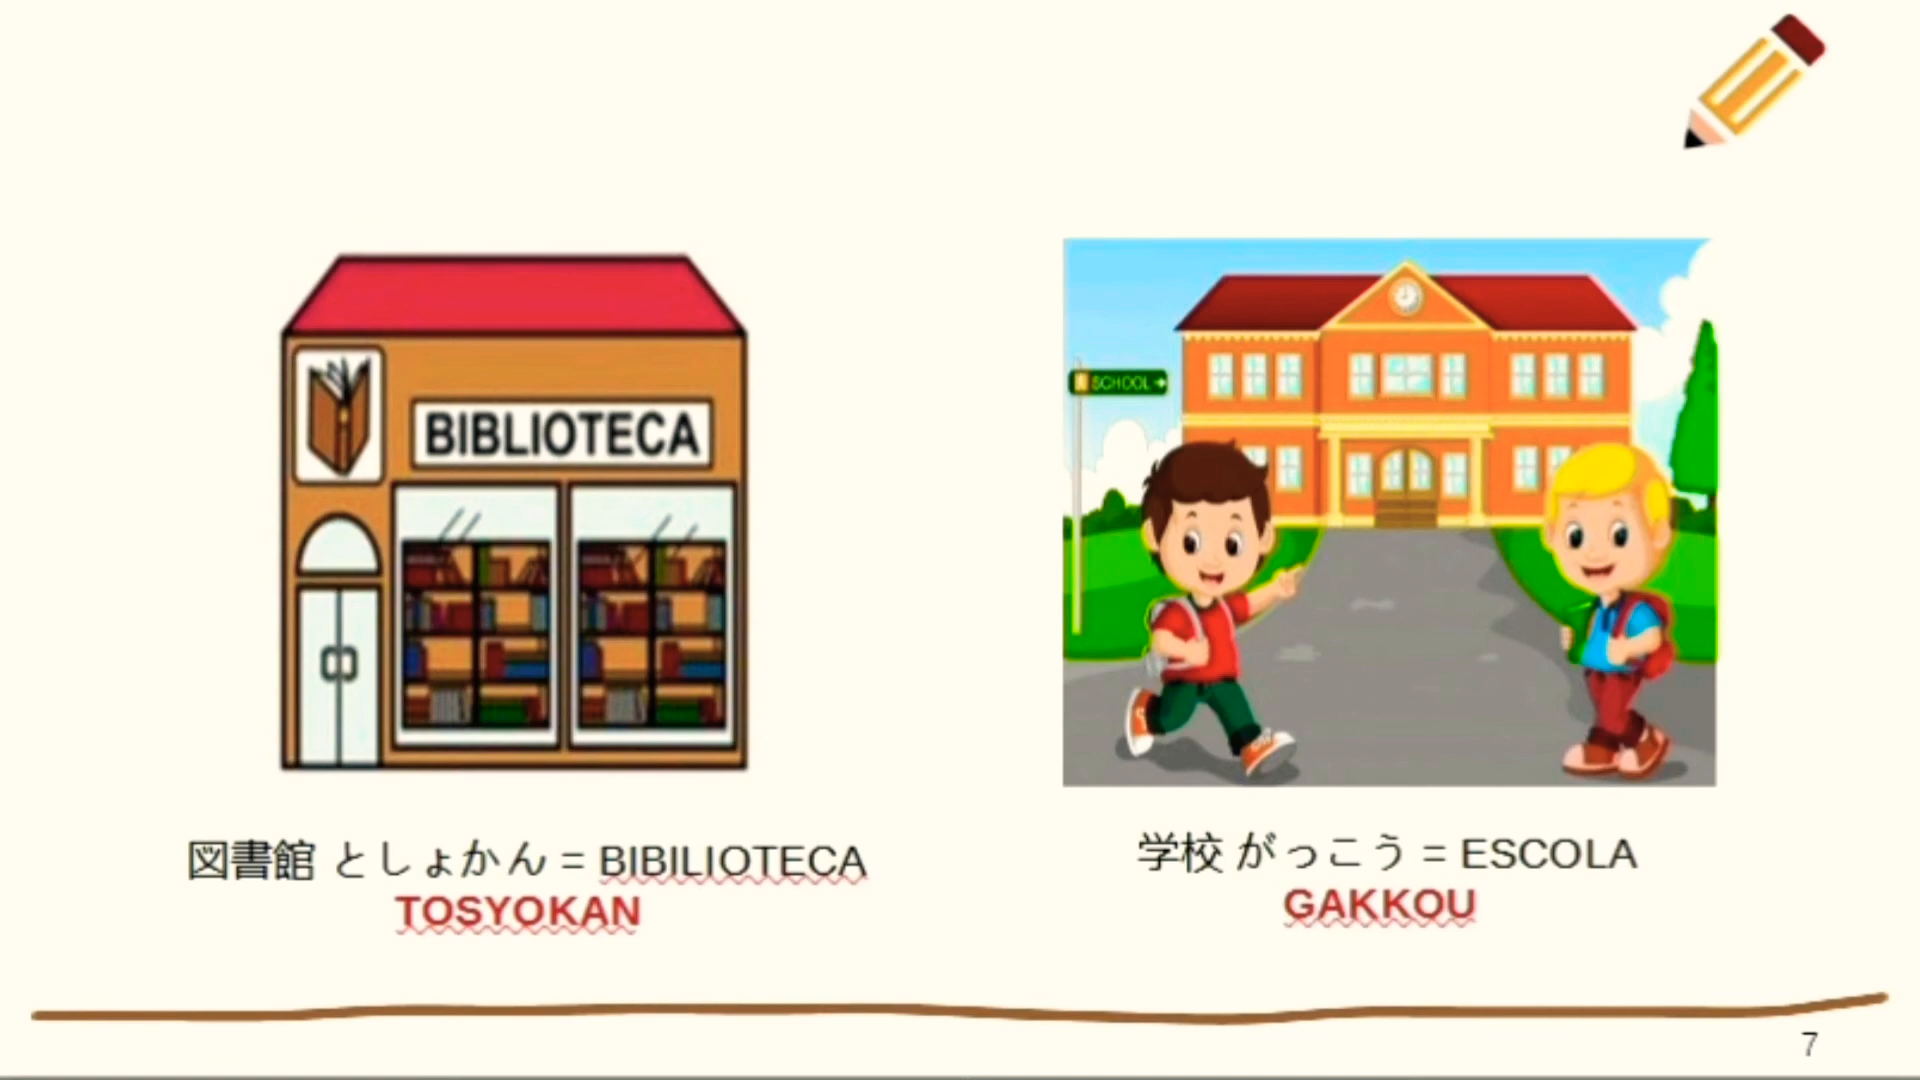 BIBLIOTECA
SCHOOL
図書館 としょかん = BIBILIOTECA
TOSYOKAN
学校 がっこう = ESCOLA
GAKKOU
7